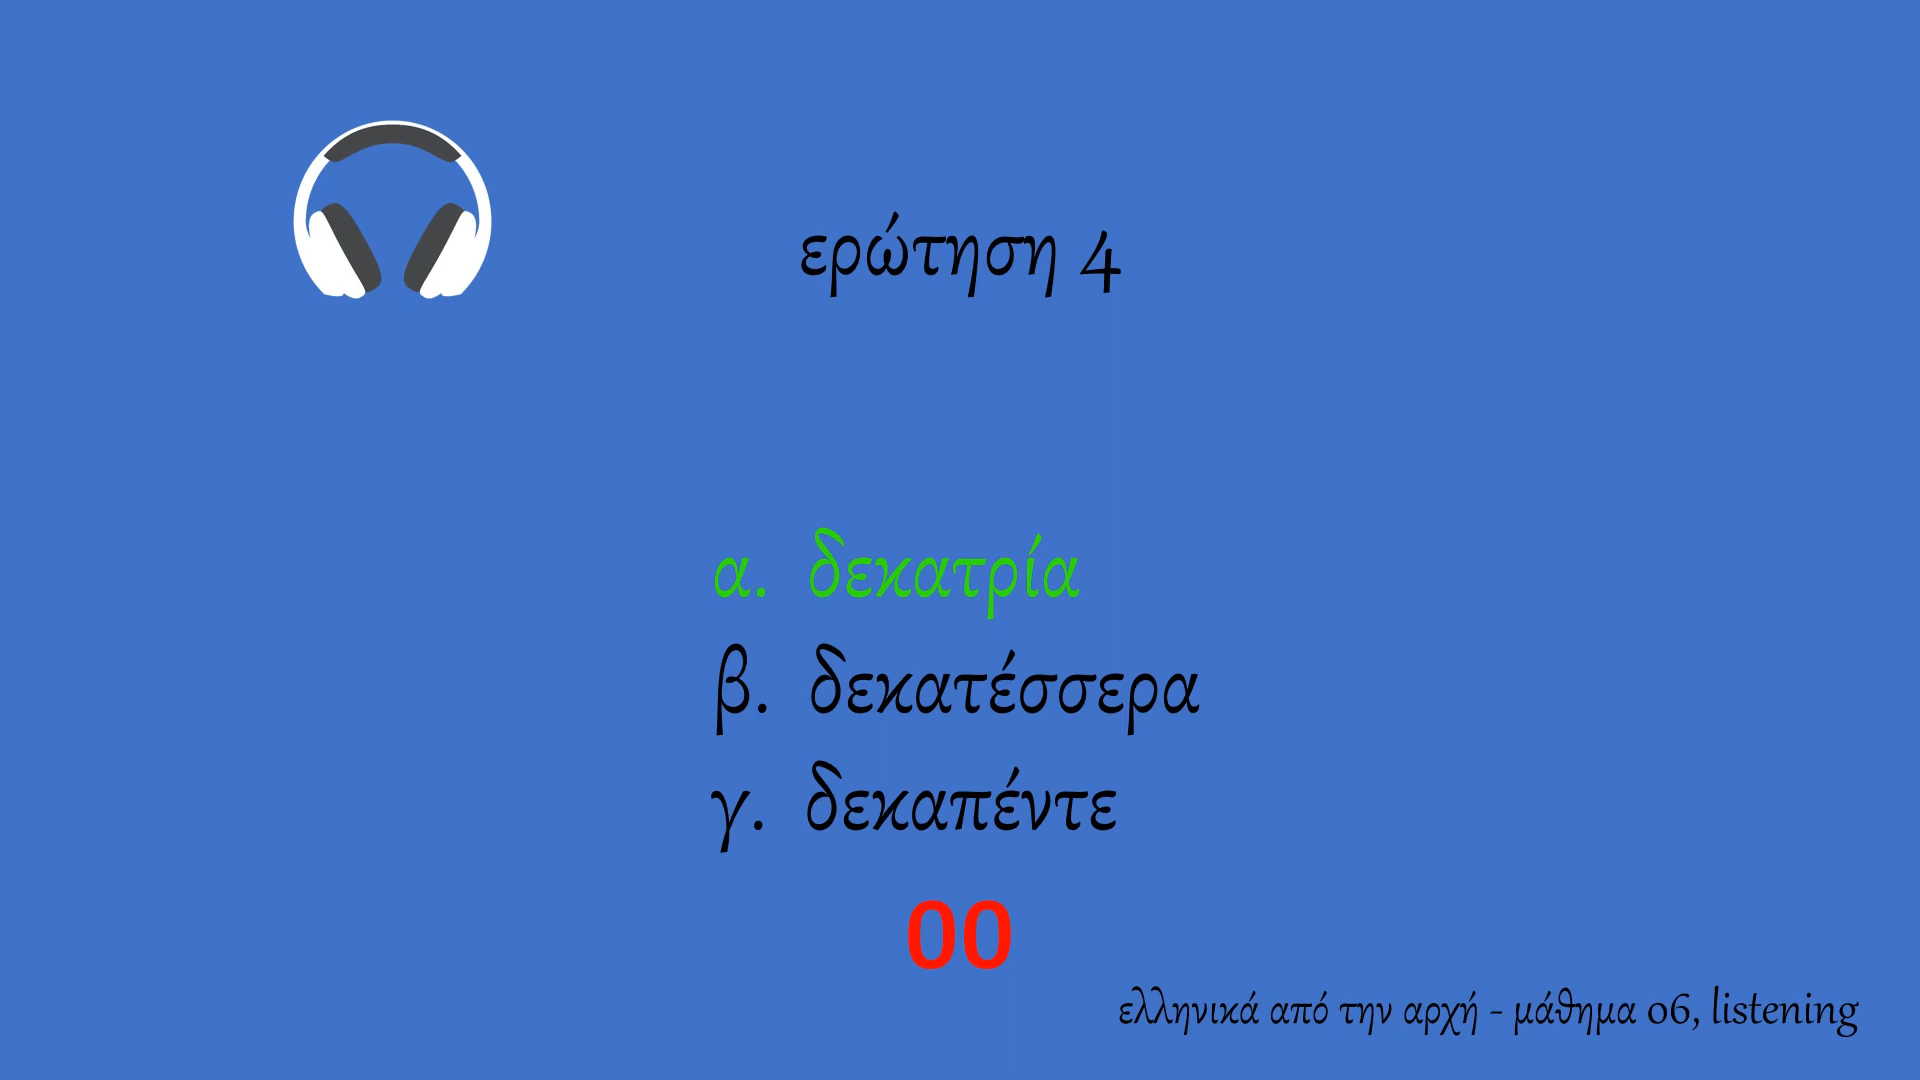 ερώτηση 4
α. δεκατρία
β. δεκατέσσερα
γ. δεκαπέντε
00
ελληνικά από την αρχή - μάθημα 06, listening